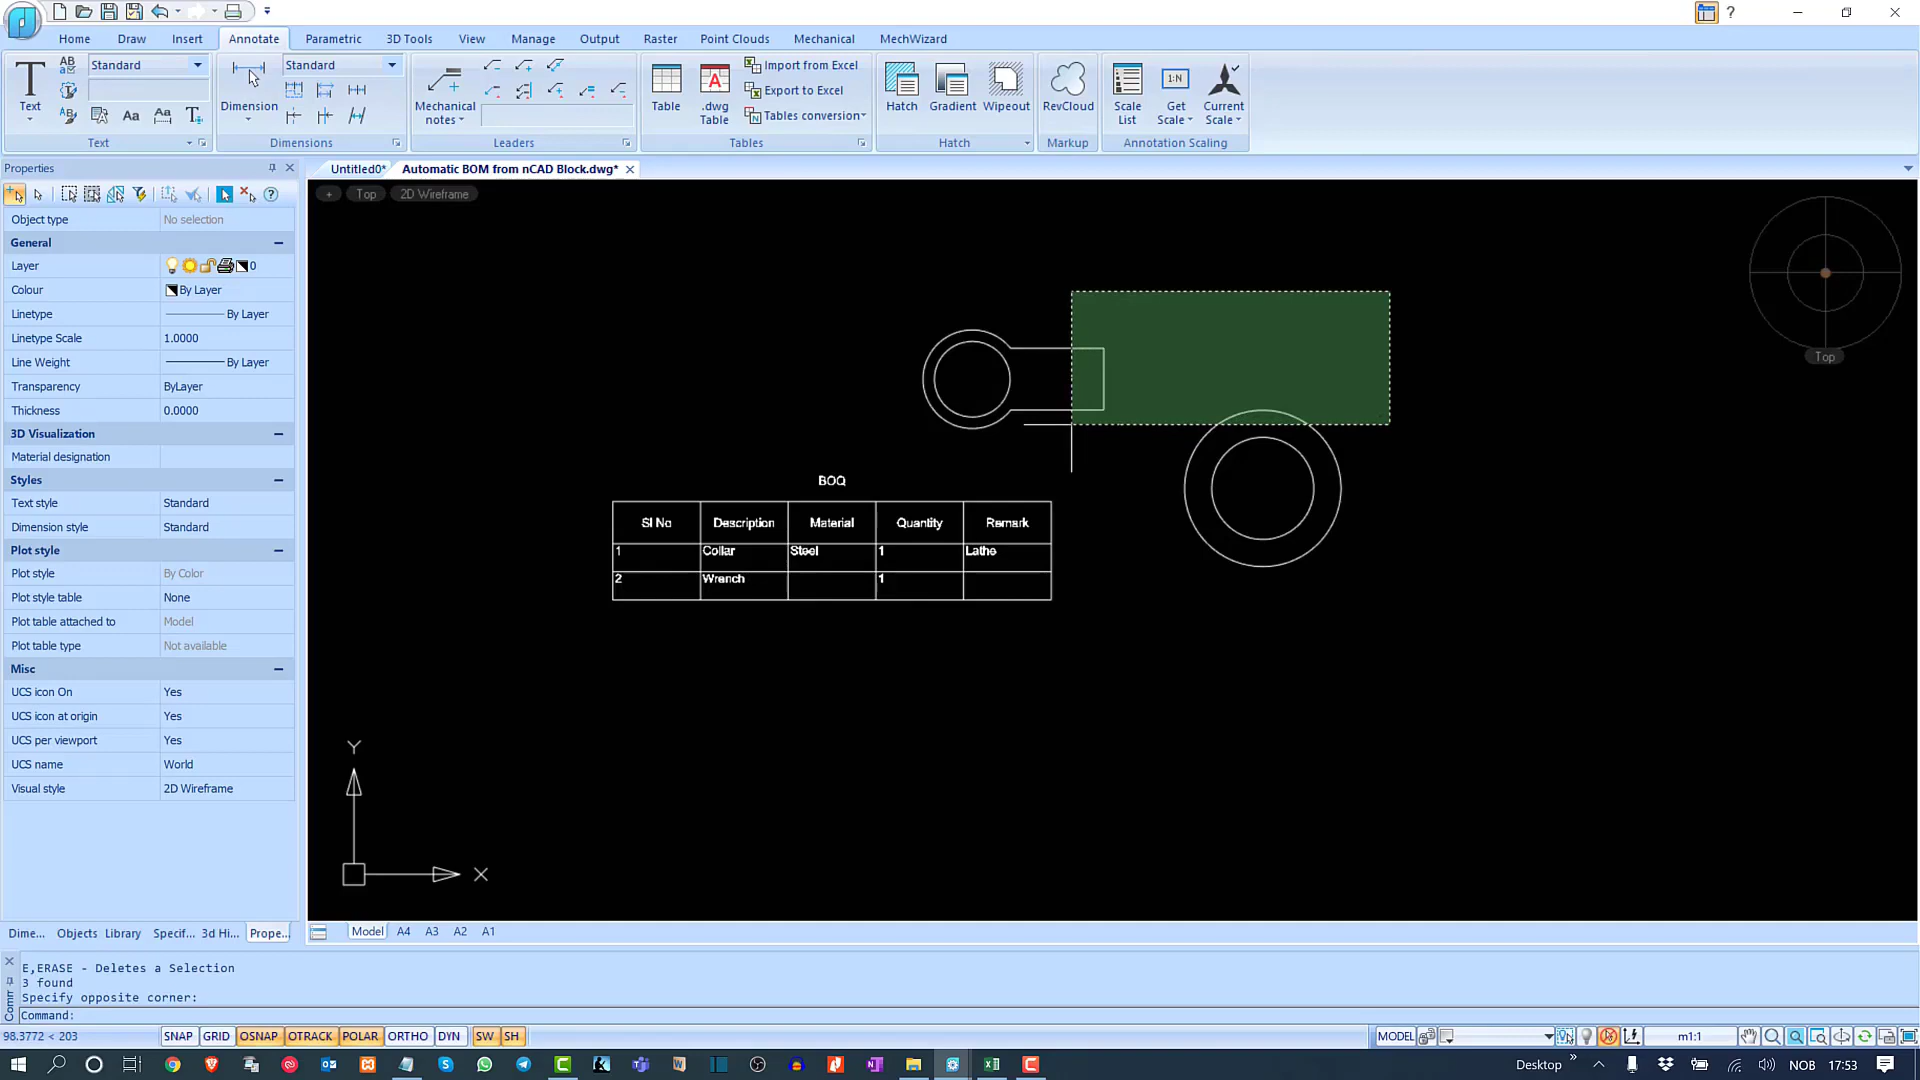 Home Draw Insert Annotate Parametric 3D Tools View Manage Output Raster Point Clouds Mechanical MechWizard
Text
Standard
Dimension
Standard
Mechanical notes
Table
.dwg Table
Import from Excel
Export to Excel
Tables conversion
Hatch
Gradient
Wipeout
RevCloud
Scale List
1:N
Get Scale
Current Scale
Text Dimensions Leaders Tables Hatch Markup Annotation Scaling
Properties
Untitled0* Automatic BOM from nCAD Block.dwg*
+ Top 2D Wireframe
Object type No selection
General
Layer 0
Colour By Layer
Linetype By Layer
Linetype Scale 1.0000
Line Weight By Layer
Transparency ByLayer
Thickness 0.0000
3D Visualization
Material designation
Styles
Text style Standard
Dimension style Standard
Plot style
Plot style By Color
Plot style table None
Plot table attached to Model
Plot table type Not available
Misc
UCS icon On Yes
UCS icon at origin Yes
UCS per viewport Yes
UCS name World
Visual style 2D Wireframe
Top
BOQ
Sl No Description Material Quantity Remark
1 Collar Steel 1 Lathe
2 Wrench 1
Y
X
Dime... Objects Library Specif... 3d Hi... Prope...
Model A4 A3 A2 A1
Comm
E,ERASE - Deletes a Selection
3 found
Specify opposite corner:
Command:
98.3772 < 203
SNAP GRID OSNAP OTRACK POLAR ORTHO DYN SW SH
MODEL
m1:1
Desktop
NOB
17:53